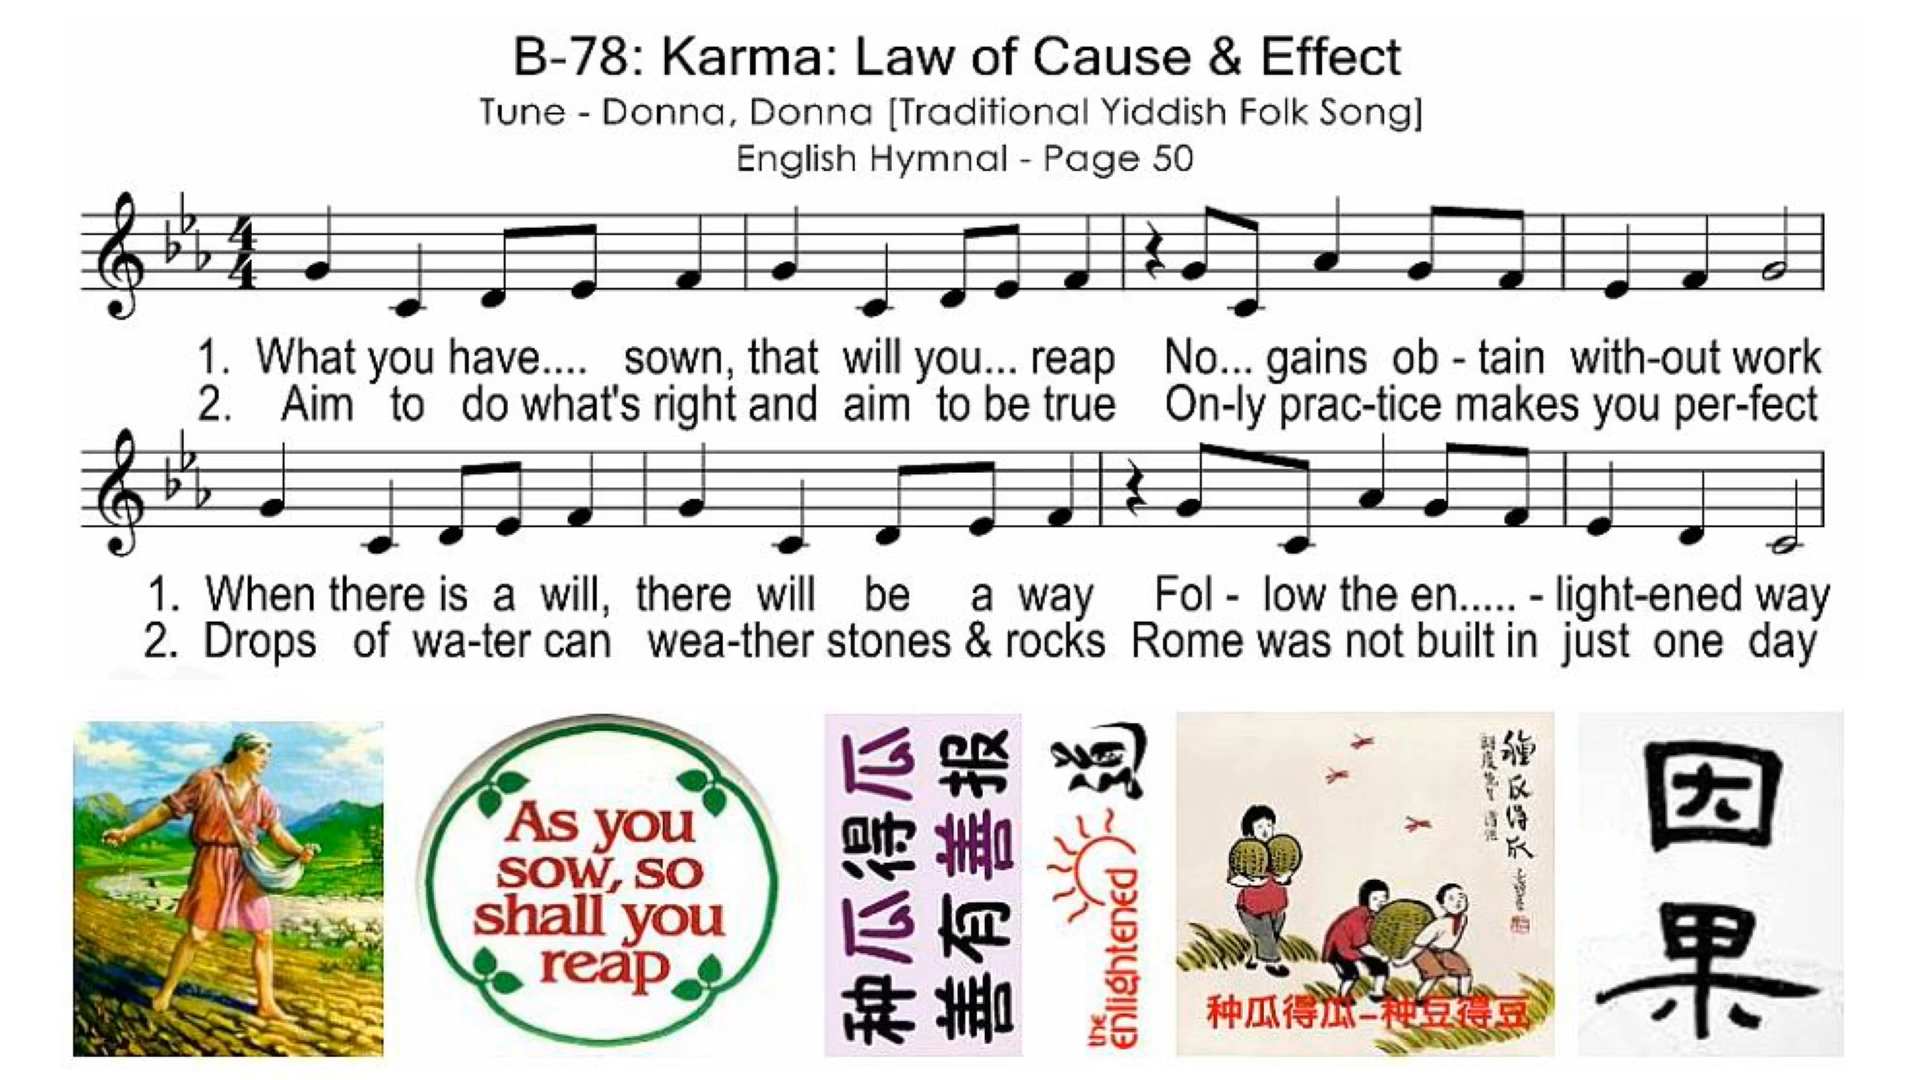 B-78: Karma: Law of Cause & Effect
Tune - Donna, Donna [Traditional Yiddish Folk Song]
English Hymnal - Page 50
4
4
1. What you have.... sown, that will you... reap No... gains ob - tain with-out work
2. Aim to do what's right and aim to be true On-ly prac-tice makes you per-fect
1. When there is a will, there will be a way Fol - low the en..... - light-ened way
2. Drops of wa-ter can wea-ther stones & rocks Rome was not built in just one day
As you
sow, so
shall you
reap
种瓜得瓜
善有善报
the
enlightened
道
种瓜得瓜-种豆得豆
因
果